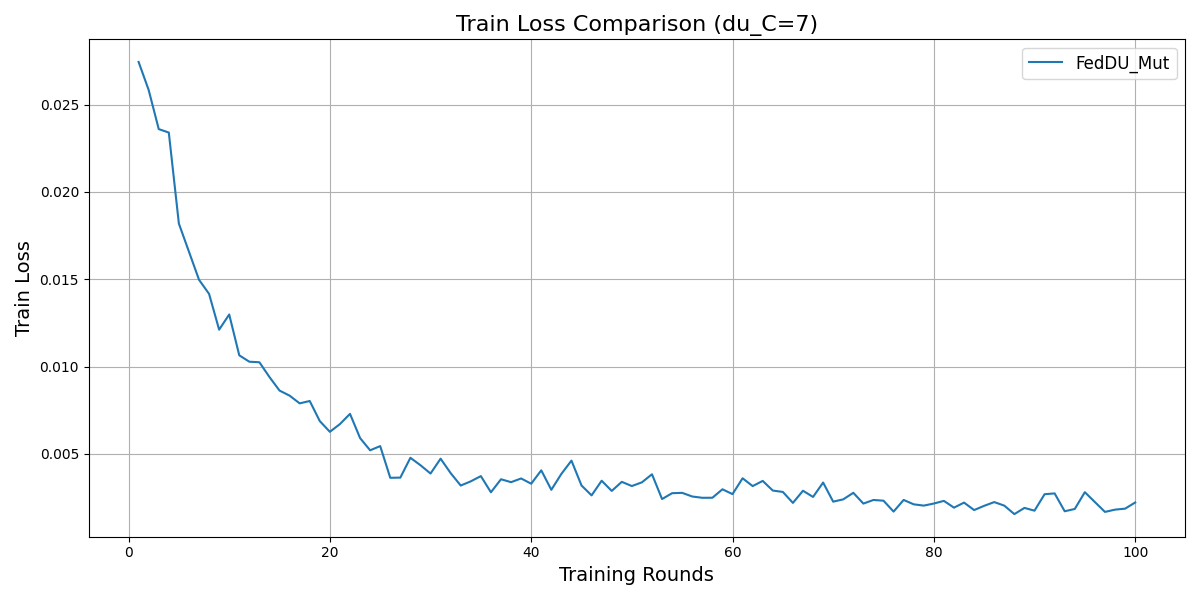 Train Loss Comparison (du_C=7)
FedDU_Mut
Train Loss
0.025
0.020
0.015
0.010
0.005
0 20 40 60 80 100
Training Rounds